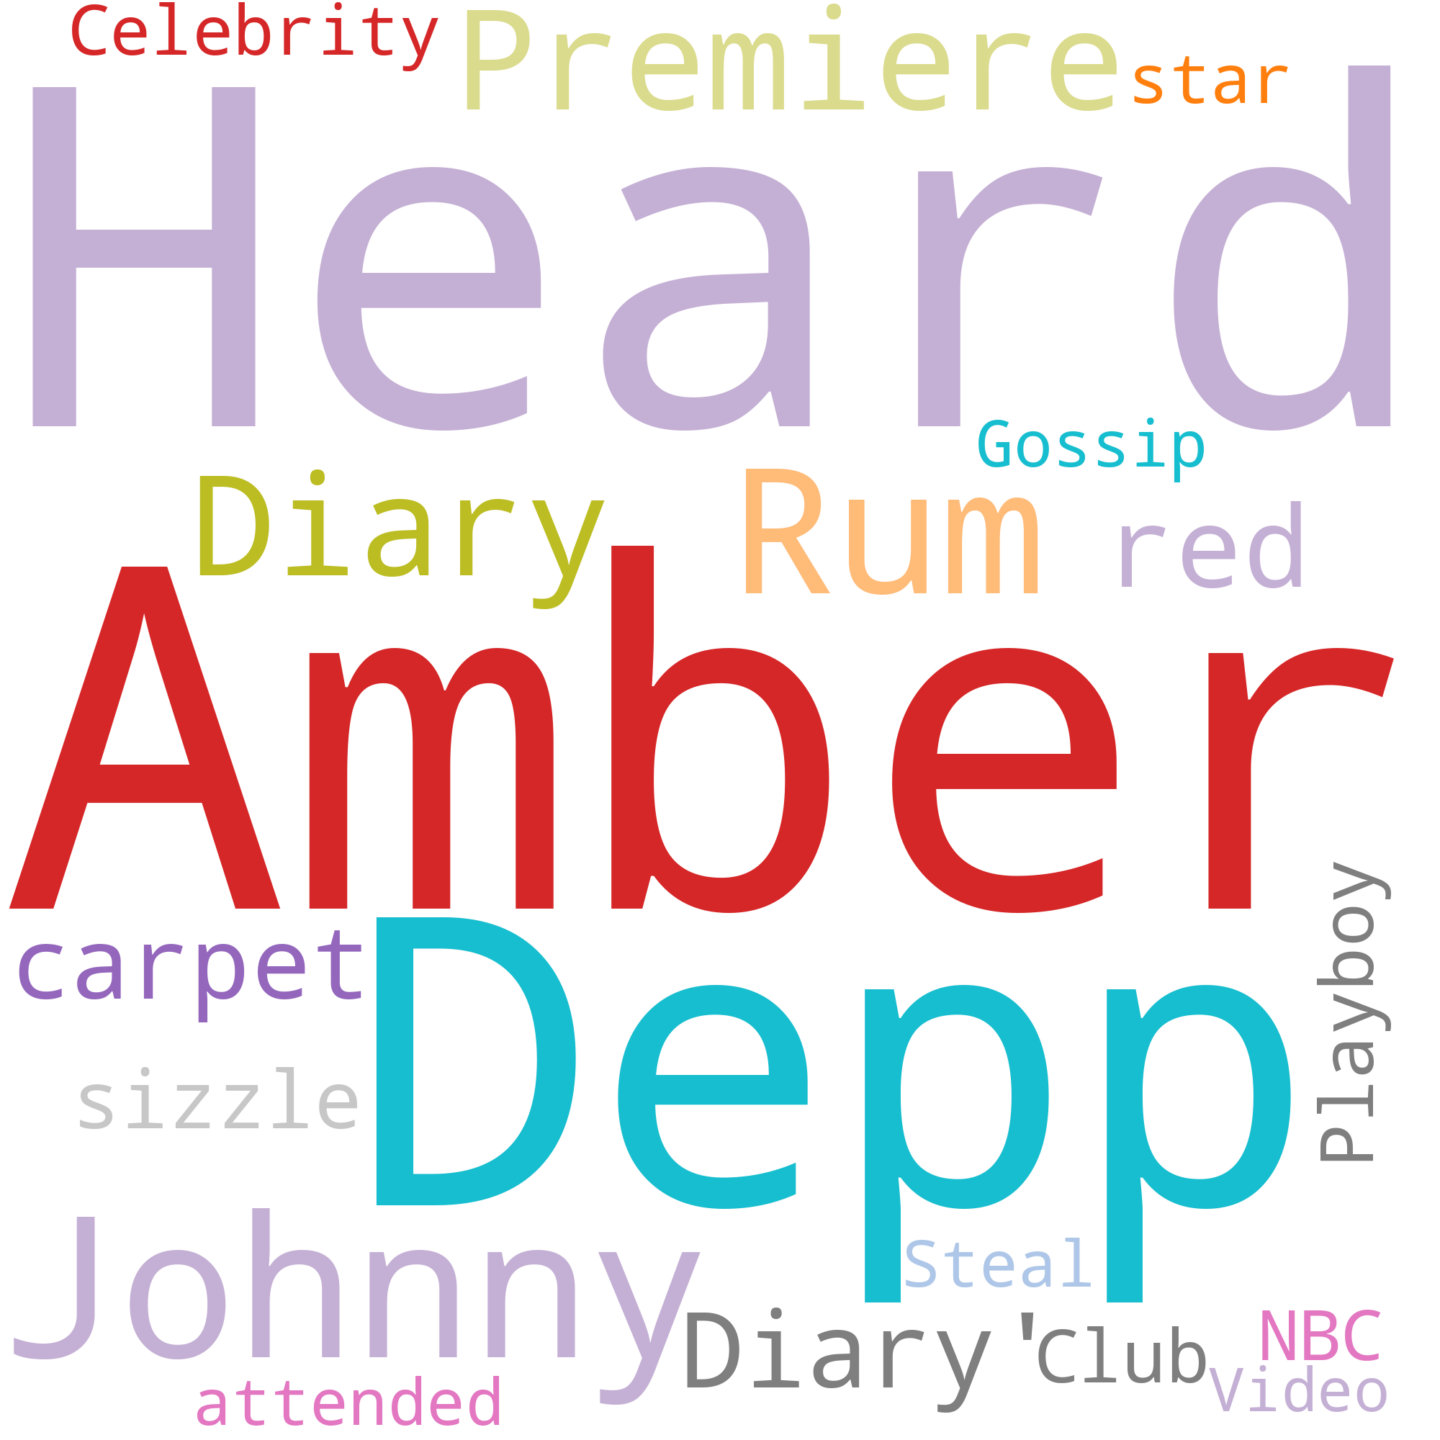 Celebrity Premiere star
Heard
Gossip
Diary Rum red
Amber
carpet Depp Playboy
sizzle
Johnny Steal
Diary' Club NBC
attended Video